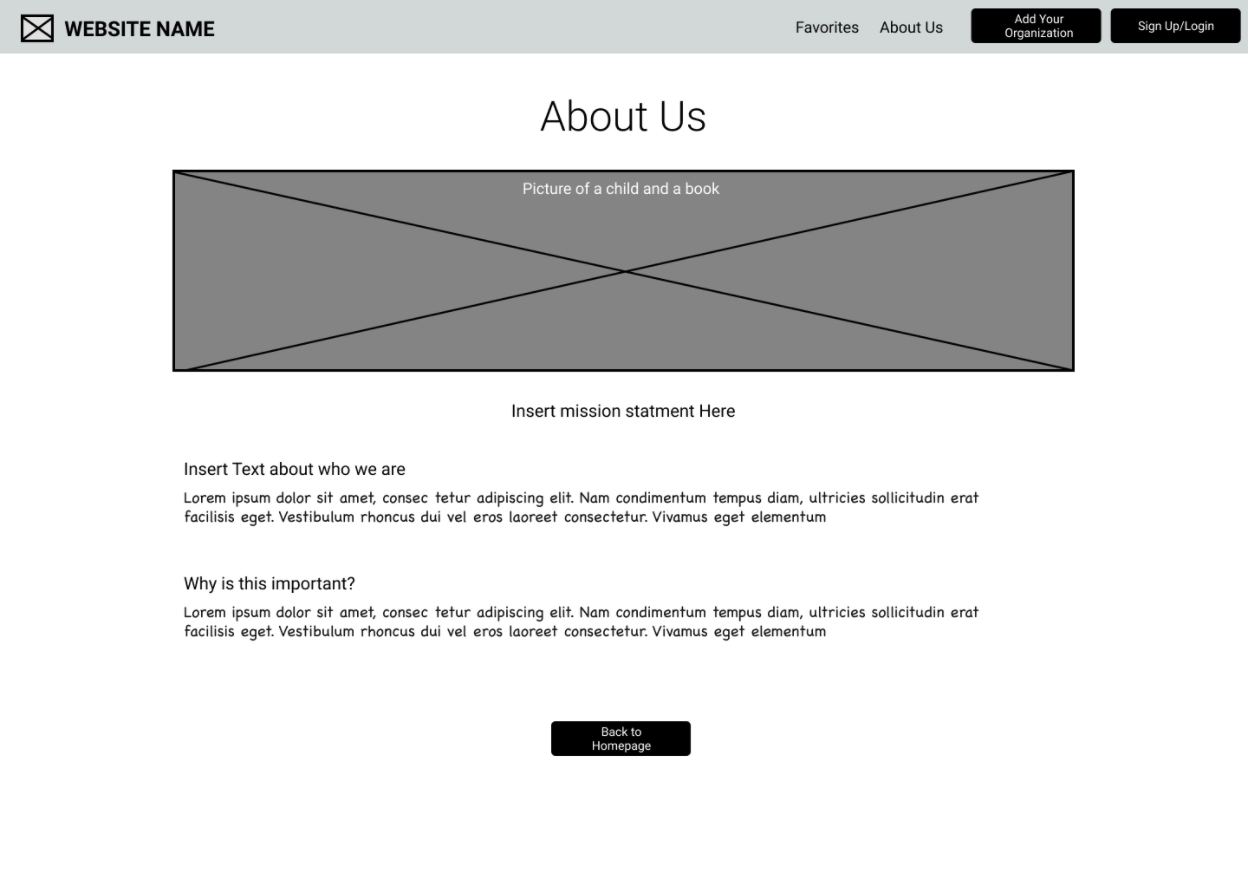 WEBSITE NAME
Favorites
About Us
Add Your
Organization
Sign Up/Login
About Us
Picture of a child and a book
Insert mission statment Here
Insert Text about who we are
Lorem ipsum dolor sit amet, consec tetur adipiscing elit. Nam condimentum tempus diam, ultricies sollicitudin erat
facilisis eget. Vestibulum rhoncus dui vel eros laoreet consectetur. Vivamus eget elementum
Why is this important?
Lorem ipsum dolor sit amet, consec tetur adipiscing elit. Nam condimentum tempus diam, ultricies sollicitudin erat
facilisis eget. Vestibulum rhoncus dui vel eros laoreet consectetur. Vivamus eget elementum
Back to
Homepage